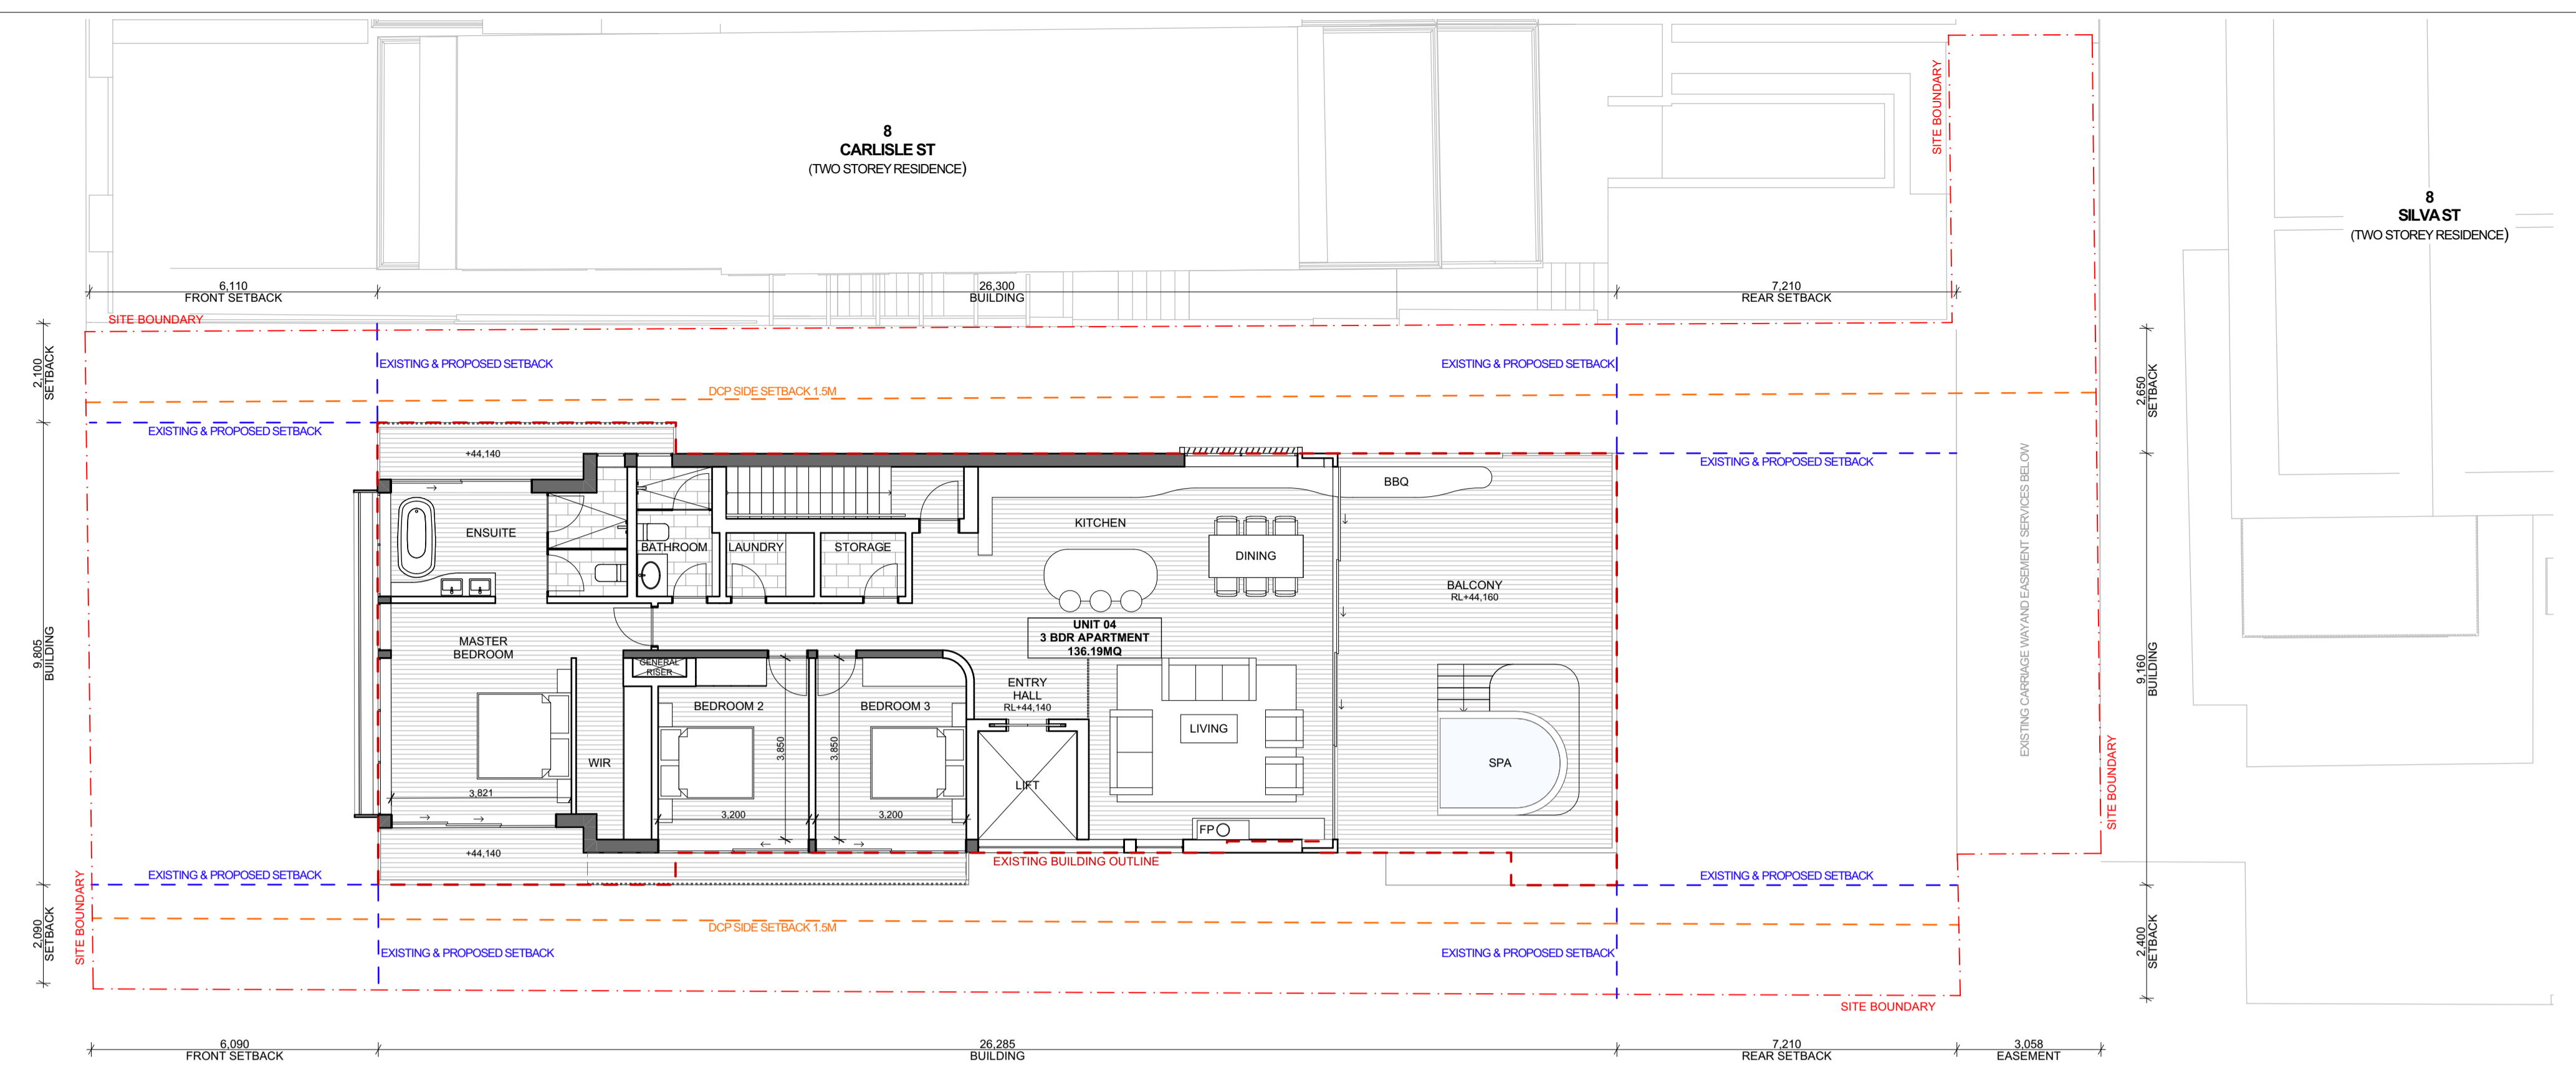 8
CARLISLE ST
(TWO STOREY RESIDENCE)
SITE BOUNDARY
8
SILVA ST
(TWO STOREY RESIDENCE)
6,110
FRONT SETBACK
26,300
BUILDING
7,210
REAR SETBACK
SITE BOUNDARY
2,100
SETBACK
EXISTING & PROPOSED SETBACK
EXISTING & PROPOSED SETBACK
DCP SIDE SETBACK 1.5M
2,650
SETBACK
EXISTING & PROPOSED SETBACK
EXISTING & PROPOSED SETBACK
+44,140
BBQ
ENSUITE
KITCHEN
BATHROOM
LAUNDRY
STORAGE
DINING
BALCONY
RL+44,160
EXISTING CARRIAGE WAY AND EASEMENT SERVICES BELOW
9,805
BUILDING
MASTER
BEDROOM
UNIT 04
3 BDR APARTMENT
136.19MQ
GENERAL
RISER
9,160
BUILDING
ENTRY
HALL
RL+44,140
BEDROOM 2
BEDROOM 3
LIVING
3,850
3,850
WIR
SPA
LIFT
3,821
3,200
3,200
FP
SITE BOUNDARY
+44,140
EXISTING BUILDING OUTLINE
EXISTING & PROPOSED SETBACK
EXISTING & PROPOSED SETBACK
SITE BOUNDARY
2,090
SETBACK
DCP SIDE SETBACK 1.5M
2,400
SETBACK
EXISTING & PROPOSED SETBACK
EXISTING & PROPOSED SETBACK
SITE BOUNDARY
6,090
FRONT SETBACK
26,285
BUILDING
7,210
REAR SETBACK
3,058
EASEMENT